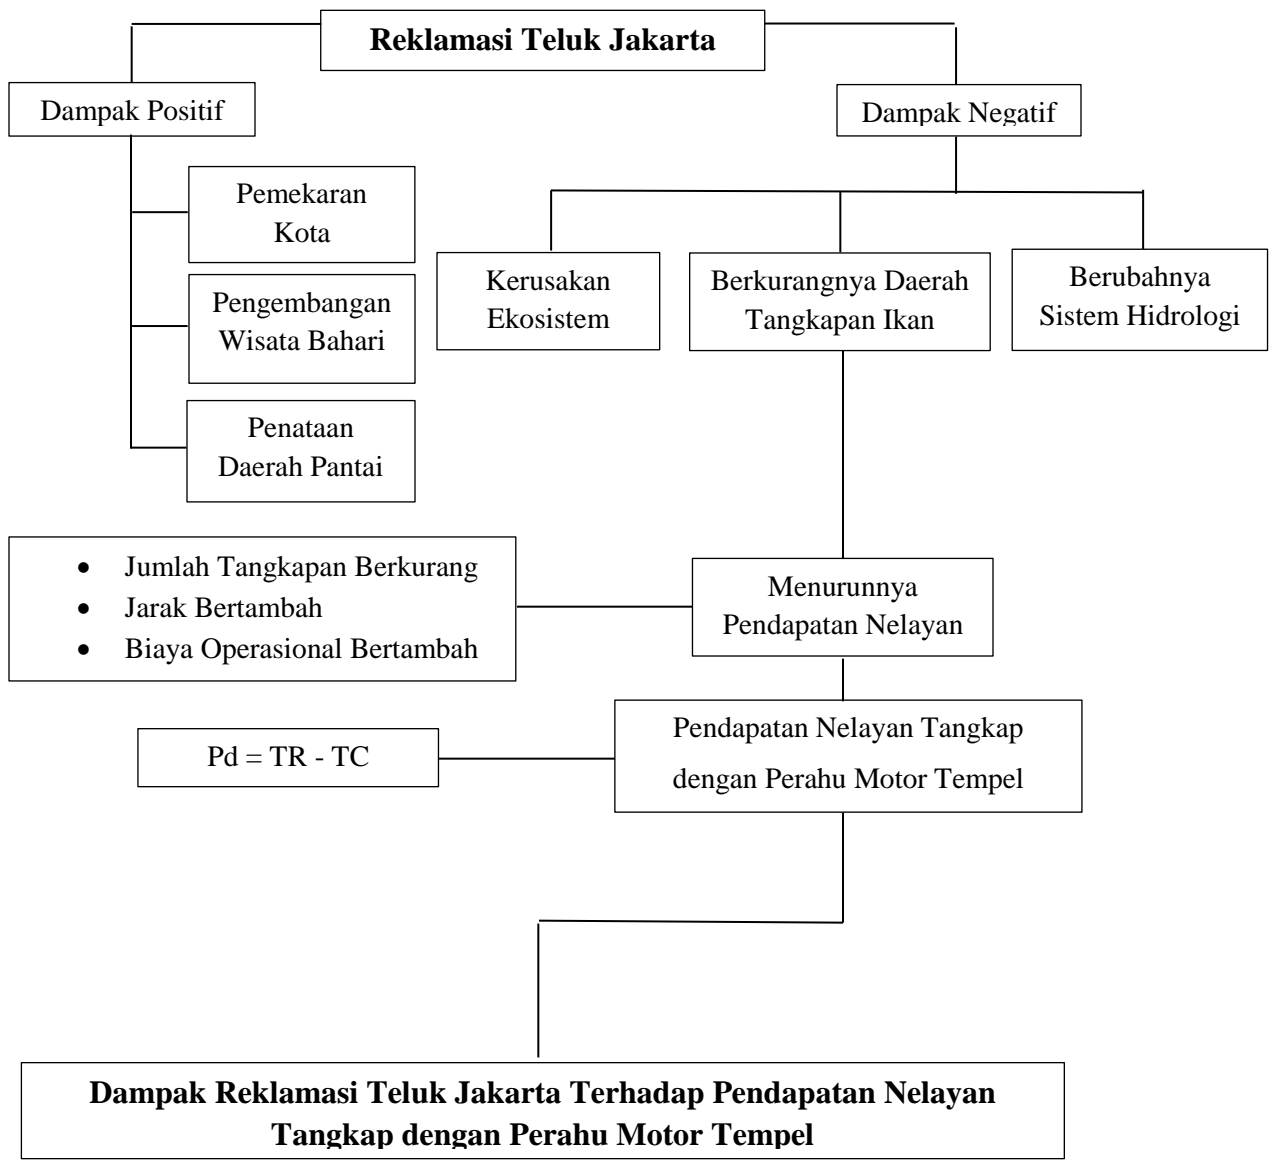 Reklamasi Teluk Jakarta
Dampak Positif
Dampak Negatif
Pemekaran
Kota
Pengembangan
Wisata Bahari
Penataan
Daerah Pantai
Kerusakan
Ekosistem
Berkurangnya Daerah
Tangkapan Ikan
Berubahnya
Sistem Hidrologi
• Jumlah Tangkapan Berkurang
• Jarak Bertambah
• Biaya Operasional Bertambah
Menurunnya
Pendapatan Nelayan
Pd = TR - TC
Pendapatan Nelayan Tangkap
dengan Perahu Motor Tempel
Dampak Reklamasi Teluk Jakarta Terhadap Pendapatan Nelayan
Tangkap dengan Perahu Motor Tempel